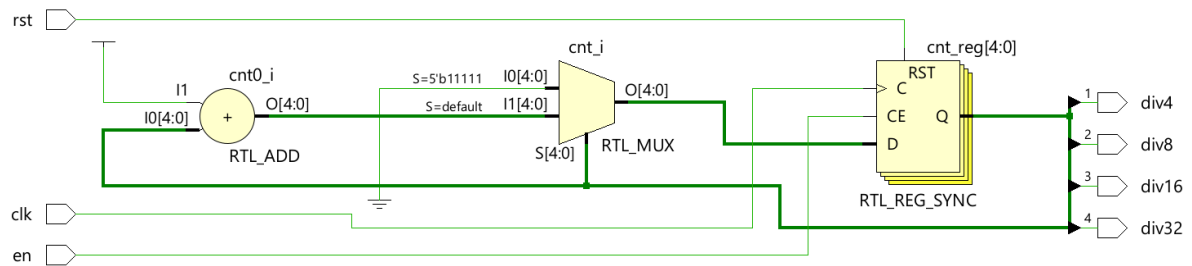 rst
cnt_i
cnt_reg[4:0]
cnt0_i
S=5'b11111
I0[4:0]
O[4:0]
RST
C
I1
O[4:0]
S=default
I1[4:0]
I0[4:0]
+
CE
Q
D
1
div4
2
div8
RTL_ADD
S[4:0]
RTL_MUX
3
div16
RTL_REG_SYNC
clk
4
div32
en